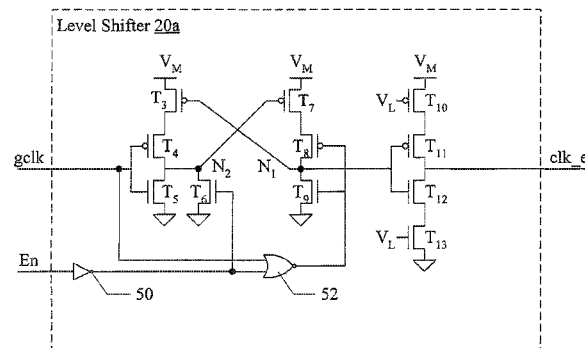 Level Shifter 20a
V_M V_M V_M
T_3 T_7 V_L T_10
T_4 T_8 T_11
gclk N_2 N_1 clk_e
T_5 T_6 T_9 T_12
V_L T_13
En
50 52